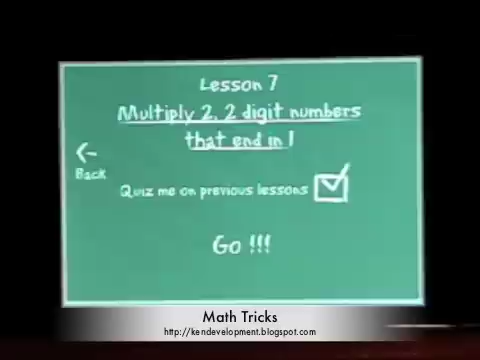 Lesson 7
Multiply 2, 2 digit numbers
that end in 1
Back
Quiz me on previous lessons
Go !!!
Math Tricks
http://kendevelopment.blogspot.com